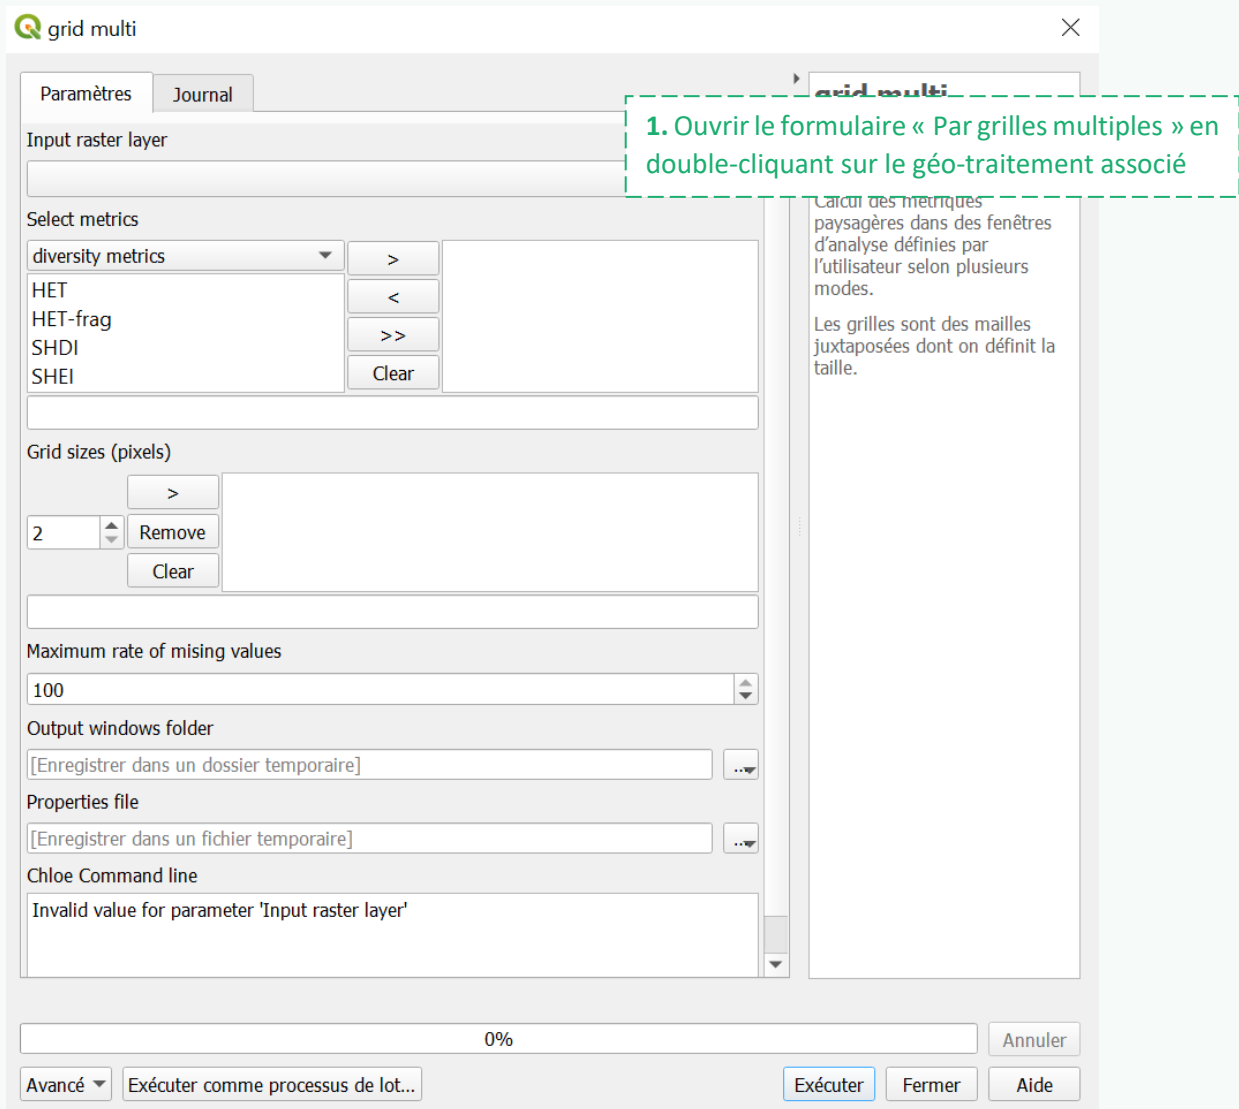 grid multi
Paramètres
Journal
grid multi
1. Ouvrir le formulaire « Par grilles multiples » en
double-cliquant sur le géo-traitement associé
Input raster layer
Select metrics
diversity metrics
HET
HET-frag
SHDI
SHEI
>
<
>>
Clear
Grid sizes (pixels)
2
>
Remove
Clear
Maximum rate of mising values
100
Output windows folder
[Enregistrer dans un dossier temporaire]
...
Properties file
[Enregistrer dans un fichier temporaire]
...
Chloe Command line
Invalid value for parameter 'Input raster layer'
Calcul des métriques
paysagères dans des fenêtres
d'analyse définies par
l'utilisateur selon plusieurs
modes.
Les grilles sont des mailles
juxtaposées dont on définit la
taille.
0%
Annuler
Avancé
Exécuter comme processus de lot...
Exécuter
Fermer
Aide